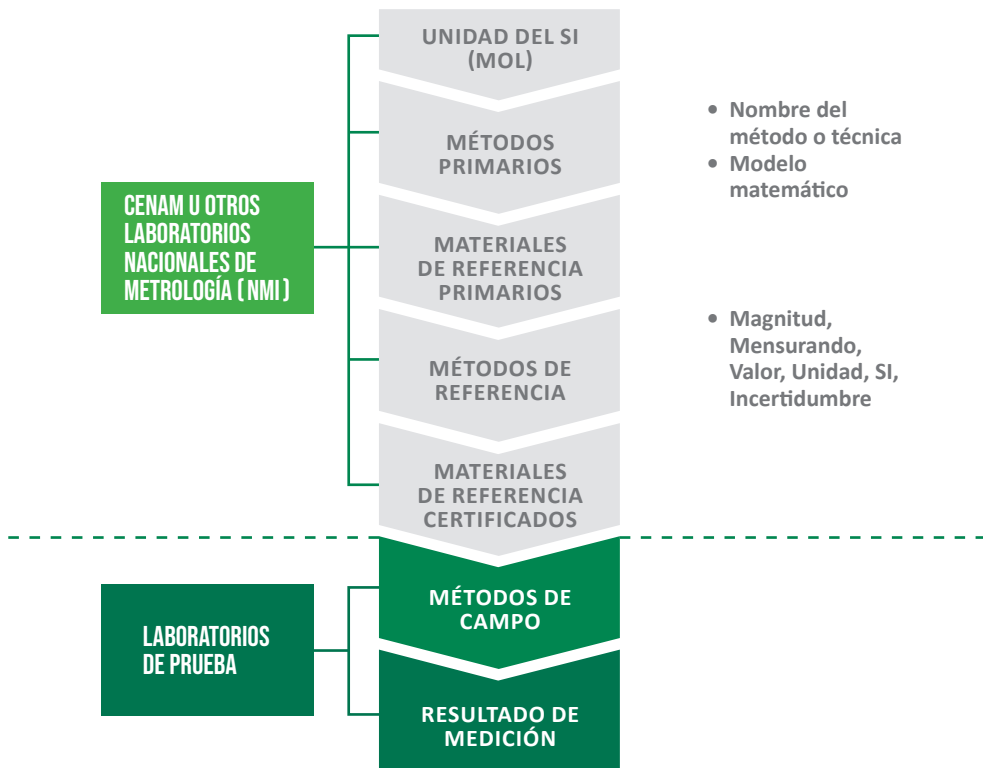 UNIDAD DEL SI
(MOL)
MÉTODOS
PRIMARIOS
• Nombre del
método o técnica
• Modelo
matemático
CENAM U OTROS
LABORATORIOS
NACIONALES DE
METROLOGÍA (NMI)
MATERIALES
DE REFERENCIA
PRIMARIOS
• Magnitud,
Mensurando,
Valor, Unidad, SI,
Incertidumbre
MÉTODOS DE
REFERENCIA
MATERIALES
DE REFERENCIA
CERTIFICADOS
LABORATORIOS
DE PRUEBA
MÉTODOS DE
CAMPO
RESULTADO DE
MEDICIÓN